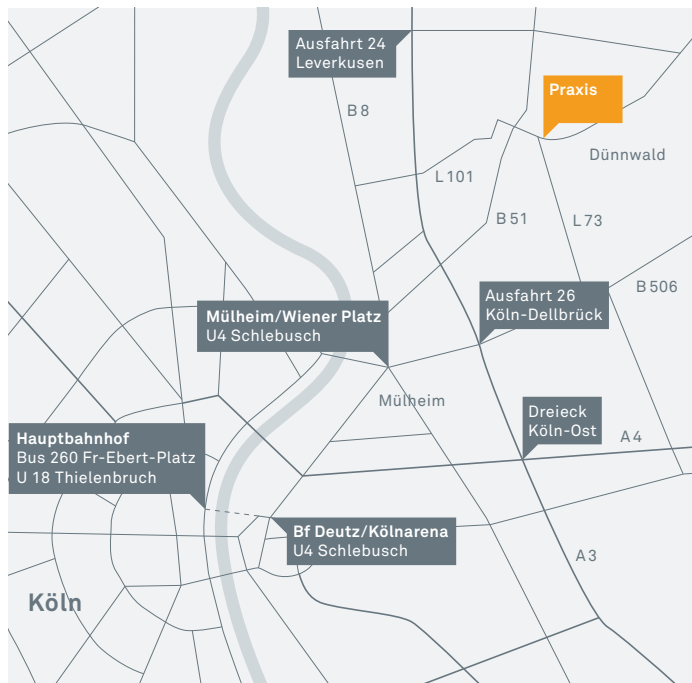 Ausfahrt 24
Leverkusen
Praxis
B 8
Dünnwald
L 101
B 51
L 73
B 506
Ausfahrt 26
Köln-Dellbrück
Mülheim/Wiener Platz
U4 Schlebusch
Mülheim
Dreieck
Köln-Ost
A 4
Hauptbahnhof
Bus 260 Fr-Ebert-Platz
U 18 Thielenbruch
Bf Deutz/Kölnarena
U4 Schlebusch
A 3
Köln